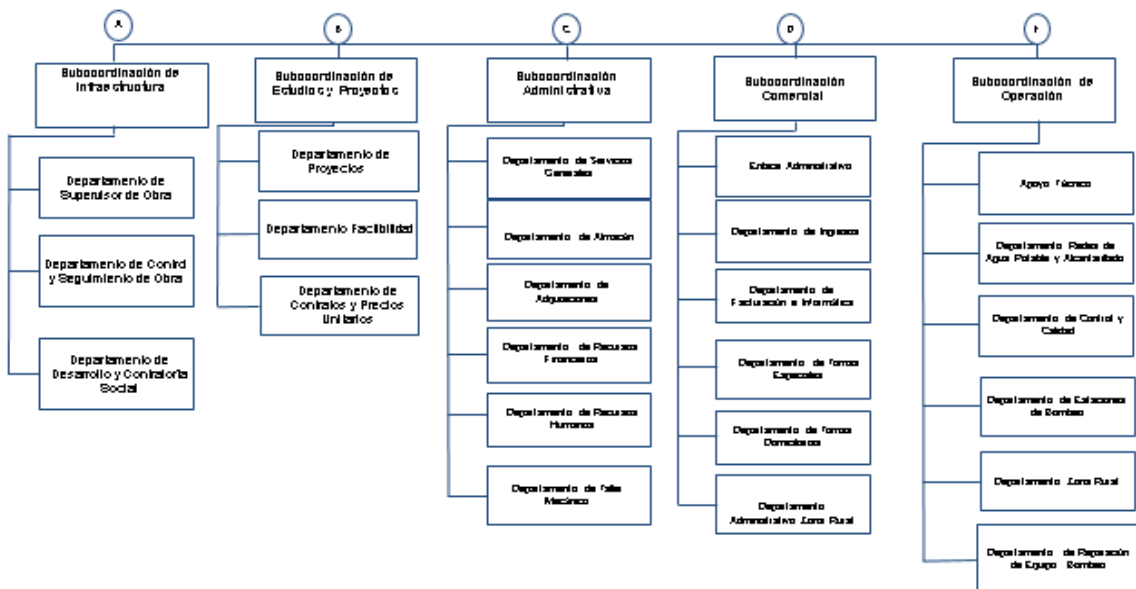 A
B
C
D
Subcoordinación de
Infraestructura
Departamento de
Supervisor de Obra
Departamento de Control
y Seguimiento de Obra
Departamento de
Desarrollo y Contraloría
Social
Subcoordinación de
Estudios y Proyectos
Departamento de
Proyectos
Departamento Factibilidad
Departamento de
Contratos y Precios
Unitarios
Subcoordinación
Administrativa
Departamento de Servicios
Generales
Departamento de Almacén
Departamento de
Departamento de Recursos
Financieros
Departamento de Recursos
Humanos
Departamento de Taller
Mecánico
Subcoordinación
Comercial
Enlace Administrativo
Departamento de Ingresos
Departamento de
Facturación e Informática
Departamento de Tomas
Especiales
Departamento de Tomas
Domiciliarias
Departamento
Administrativo Zona Rural
Subcoordinación de
Operación
Apoyo Técnico
Departamento Redes de
Agua Potable y Alcantarillado
Departamento de Control y
Calidad
Departamento de Estaciones
de Bombeo
Departamento Zona Rural
Departamento de Reparación
de Equipo Bombeo